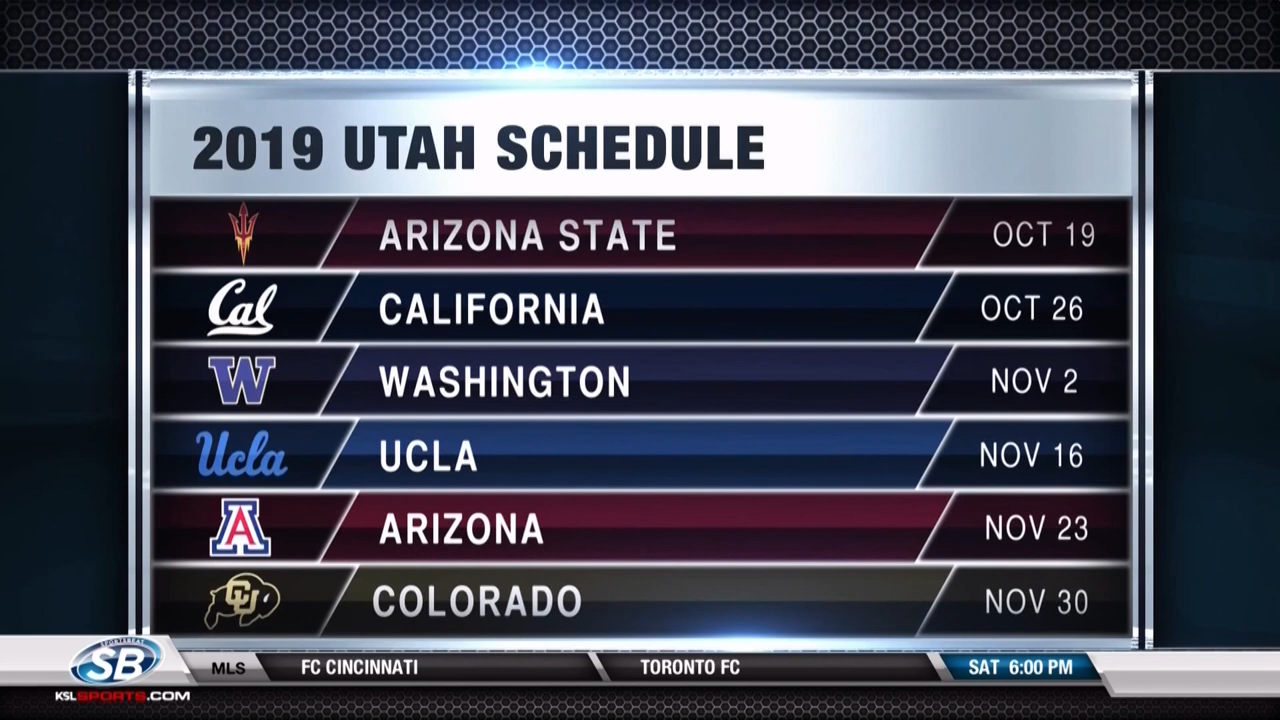 2019 UTAH SCHEDULE
ARIZONA STATE OCT 19
Cal CALIFORNIA OCT 26
W WASHINGTON NOV 2
Ucla UCLA NOV 16
A ARIZONA NOV 23
CU COLORADO NOV 30
SPORTSBEAT
SB MLS FC CINCINNATI TORONTO FC SAT 6:00 PM
KSLSPORTS.COM